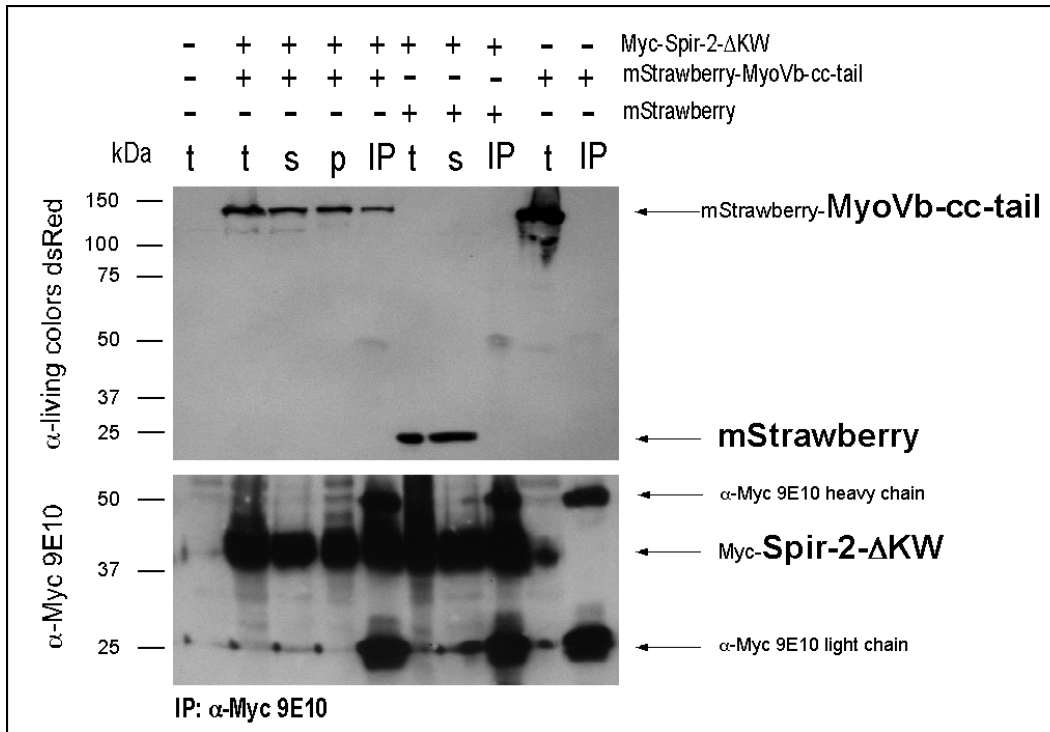 - + + + + + + + - - Myc-Spir-2-ΔKW
- + + + + - - - + + mStrawberry-MyoVb-cc-tail
- - - - - + + + - - mStrawberry
kDa t t s p IP t s IP t IP
α-living colors dsRed
150
100
75
50
37
25
mStrawberry-MyoVb-cc-tail
mStrawberry
α-Myc 9E10
50
37
25
α-Myc 9E10 heavy chain
Myc-Spir-2-ΔKW
α-Myc 9E10 light chain
IP: α-Myc 9E10